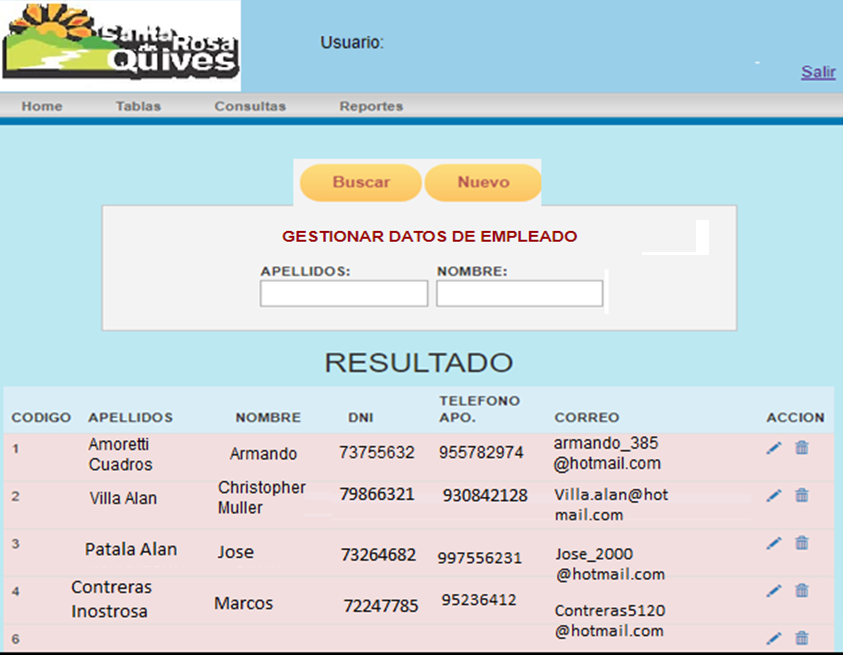 Santa Rosa
de
Quives
Usuario:
Salir
Home Tablas Consultas Reportes
Buscar Nuevo
GESTIONAR DATOS DE EMPLEADO
APELLIDOS: NOMBRE:
RESULTADO
CODIGO APELLIDOS NOMBRE DNI TELEFONO APO. CORREO ACCION
1 Amoretti Cuadros Armando 73755632 955782974 armando_385
@hotmail.com
2 Villa Alan Christopher Muller 79866321 930842128 Villa.alan@hot
mail.com
3 Patala Alan Jose 73264682 997556231 Jose_2000
@hotmail.com
4 Contreras Inostrosa Marcos 72247785 95236412 Contreras5120
@hotmail.com
6